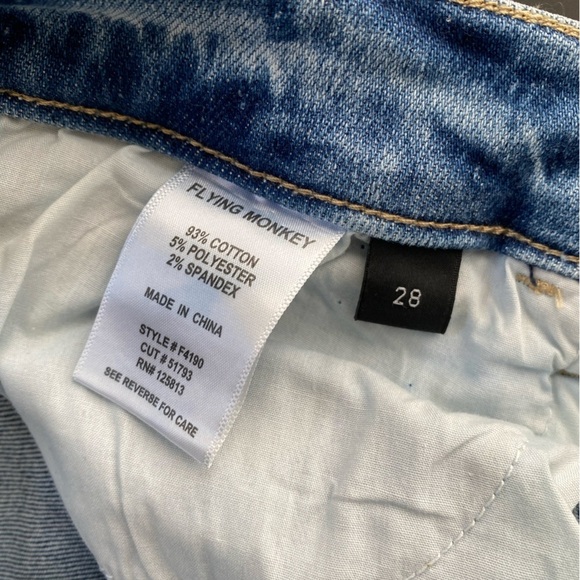 FLYING MONKEY
93% COTTON
5% POLYESTER
2% SPANDEX
MADE IN CHINA
STYLE # F4190
CUT # 51793
RN# 125813
SEE REVERSE FOR CARE
28